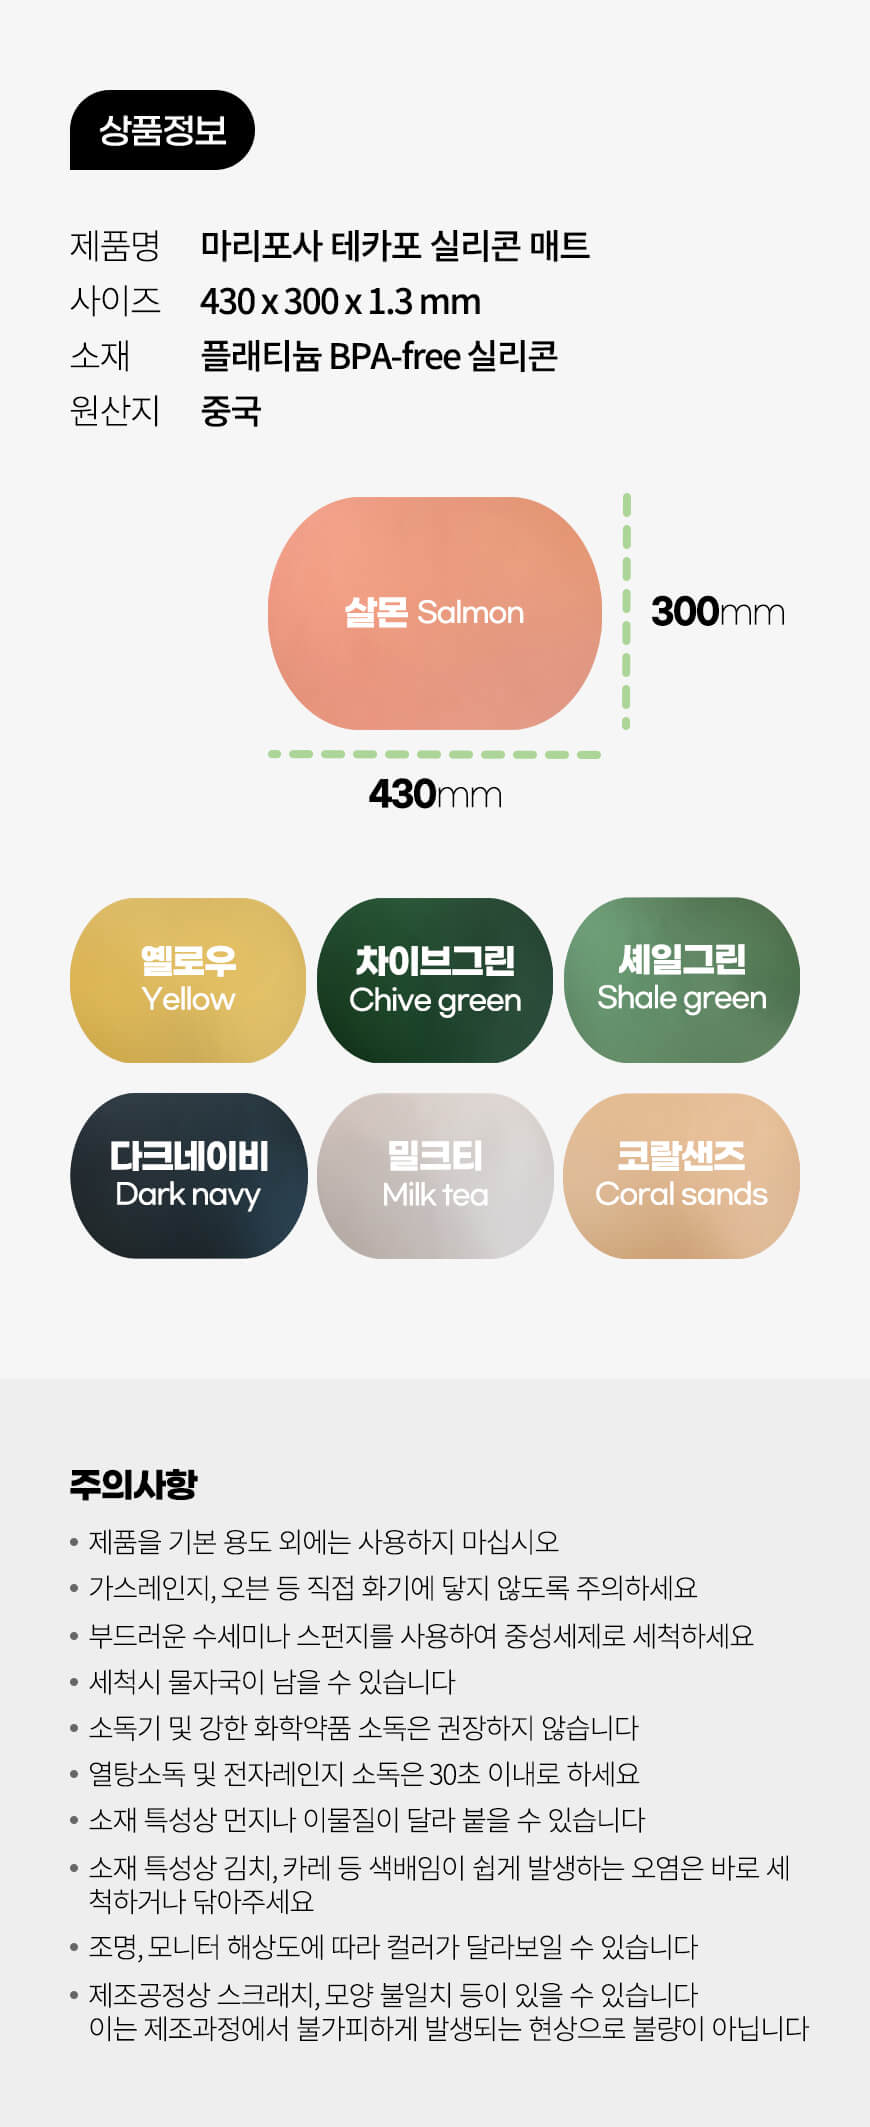 상품정보
제품명 마리포사 테카포 실리콘 매트
사이즈 430 x 300 x 1.3 mm
소재 플래티늄 BPA-free 실리콘
원산지 중국
살몬 Salmon
300mm
430mm
옐로우
Yellow
차이브그린
Chive green
셰일그린
Shale green
다크네이비
Dark navy
밀크티
Milk tea
코랄샌즈
Coral sands
주의사항
• 제품을 기본 용도 외에는 사용하지 마십시오
• 가스레인지, 오븐 등 직접 화기에 닿지 않도록 주의하세요
• 부드러운 수세미나 스펀지를 사용하여 중성세제로 세척하세요
• 세척시 물자국이 남을 수 있습니다
• 소독기 및 강한 화학약품 소독은 권장하지 않습니다
• 열탕소독 및 전자레인지 소독은 30초 이내로 하세요
• 소재 특성상 먼지나 이물질이 달라 붙을 수 있습니다
• 소재 특성상 김치, 카레 등 색배임이 쉽게 발생하는 오염은 바로 세
척하거나 닦아주세요
• 조명, 모니터 해상도에 따라 컬러가 달라보일 수 있습니다
• 제조공정상 스크래치, 모양 불일치 등이 있을 수 있습니다
이는 제조과정에서 불가피하게 발생되는 현상으로 불량이 아닙니다